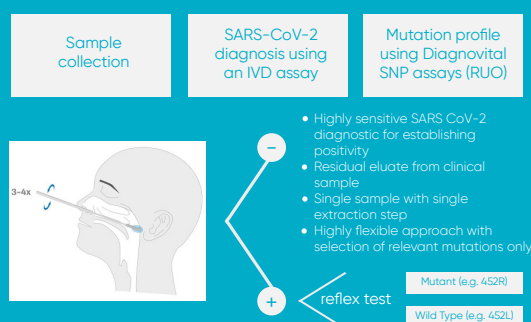 Sample
collection
SARS-CoV-2
diagnosis using
an IVD assay
Mutation profile
using Diagnovital
SNP assays (RUO)
3-4x
–
• Highly sensitive SARS CoV-2
diagnostic for establishing
positivity
• Residual eluate from clinical
sample
• Single sample with single
extraction step
• Highly flexible approach with
selection of relevant mutations only
+
reflex test
Mutant (e.g. 452R)
Wild Type (e.g. 452L)